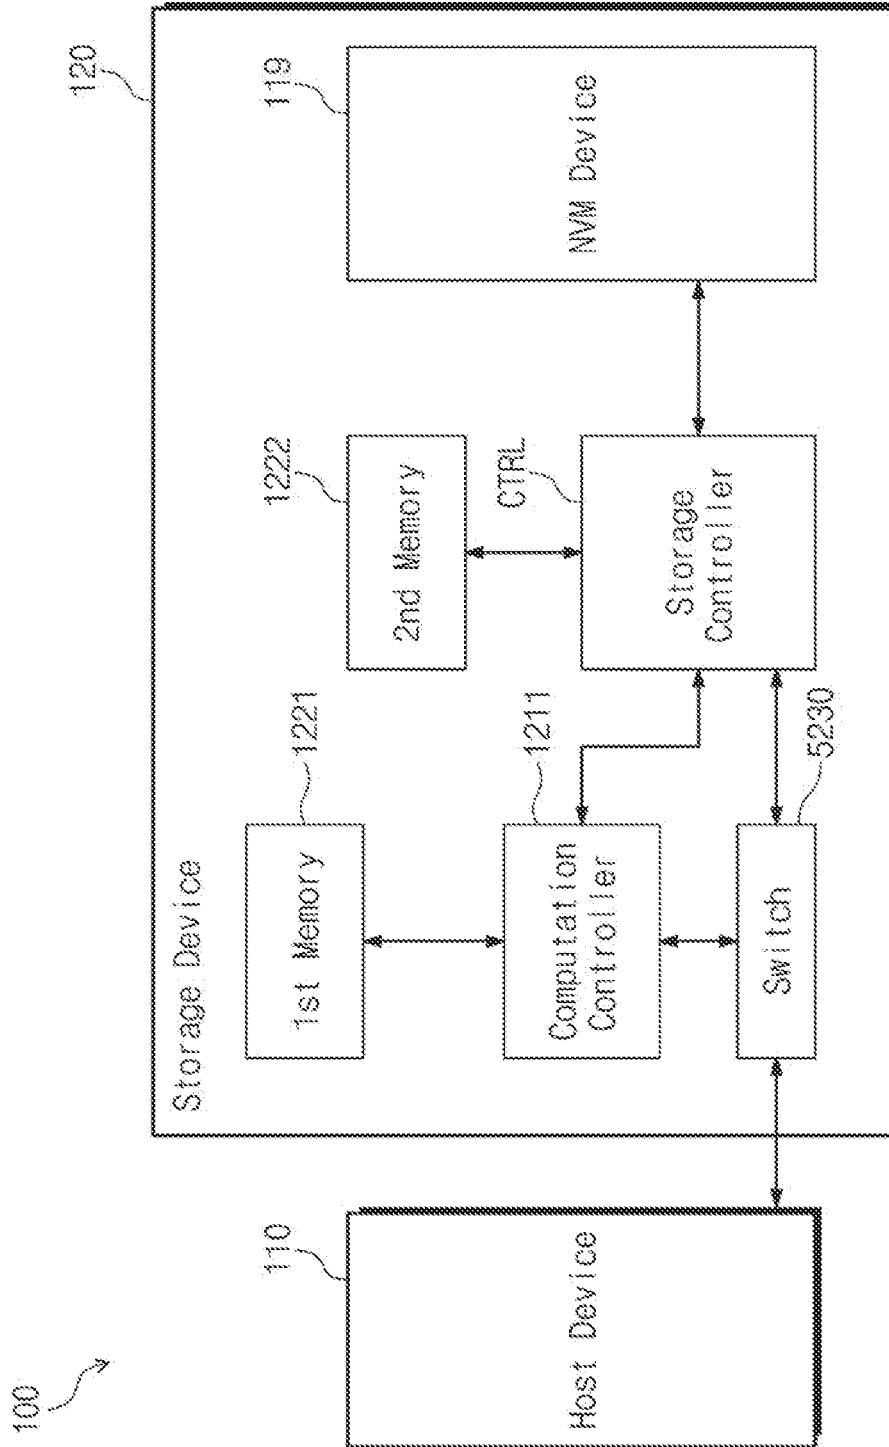 100
110
Host Device
120
Storage Device
1221
1st Memory
1222
2nd Memory
119
NVM Device
1211
Computation
Controller
CTRL
Storage
Controller
Switch
5230